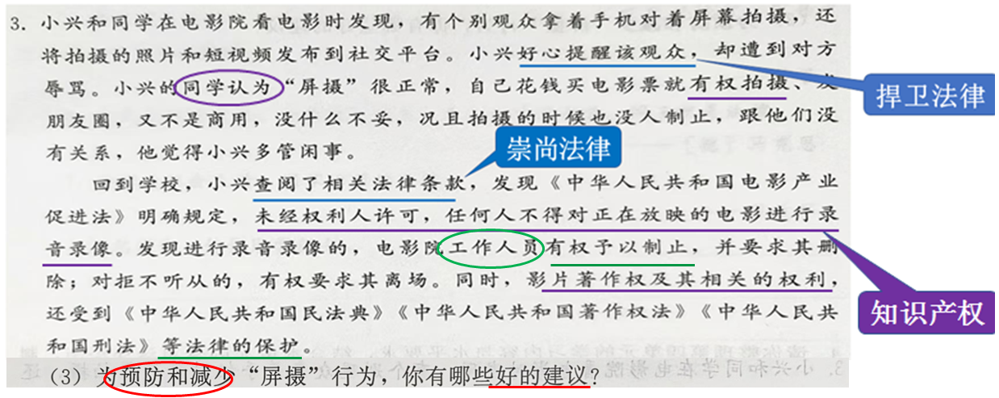 3. 小兴和同学在电影院看电影时发现，有个别观众拿着手机对着屏幕拍摄，还
将拍摄的照片和短视频发布到社交平台。小兴好心提醒该观众，却遭到对方
辱骂。小兴的同学认为“屏摄”很正常，自己花钱买电影票就有权拍摄、发
朋友圈，又不是商用，没什么不妥，况且拍摄的时候也没人制止，跟他们没
有关系，他觉得小兴多管闲事。
捍卫法律
崇尚法律
回到学校，小兴查阅了相关法律条款，发现《中华人民共和国电影产业
促进法》明确规定，未经权利人许可，任何人不得对正在放映的电影进行录
音录像。发现进行录音录像的，电影院工作人员有权予以制止，并要求其删
除；对拒不听从的，有权要求其离场。同时，影片著作权及其相关的权利，
还受到《中华人民共和国民法典》《中华人民共和国著作权法》《中华人民共
和国刑法》等法律的保护。
知识产权
（3）为预防和减少“屏摄”行为，你有哪些好的建议？